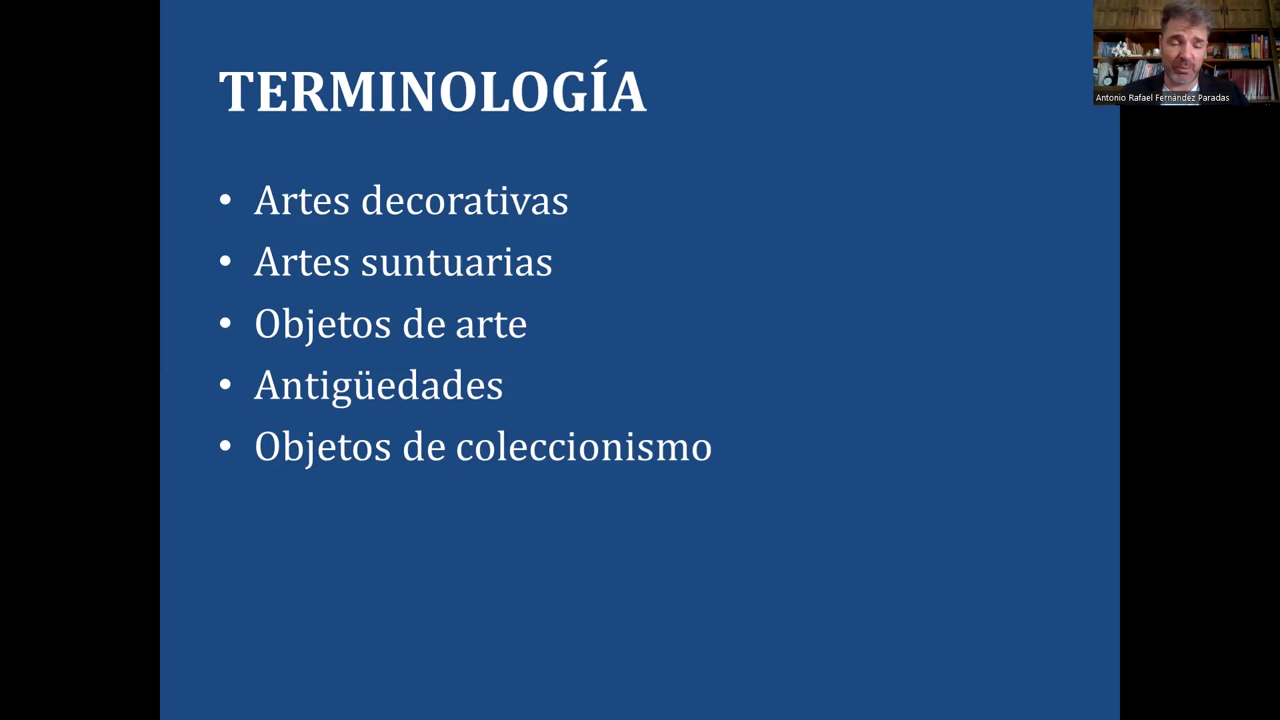 TERMINOLOGÍA
• Artes decorativas
• Artes suntuarias
• Objetos de arte
• Antigüedades
• Objetos de coleccionismo
Antonio Rafael Fernández Paradas